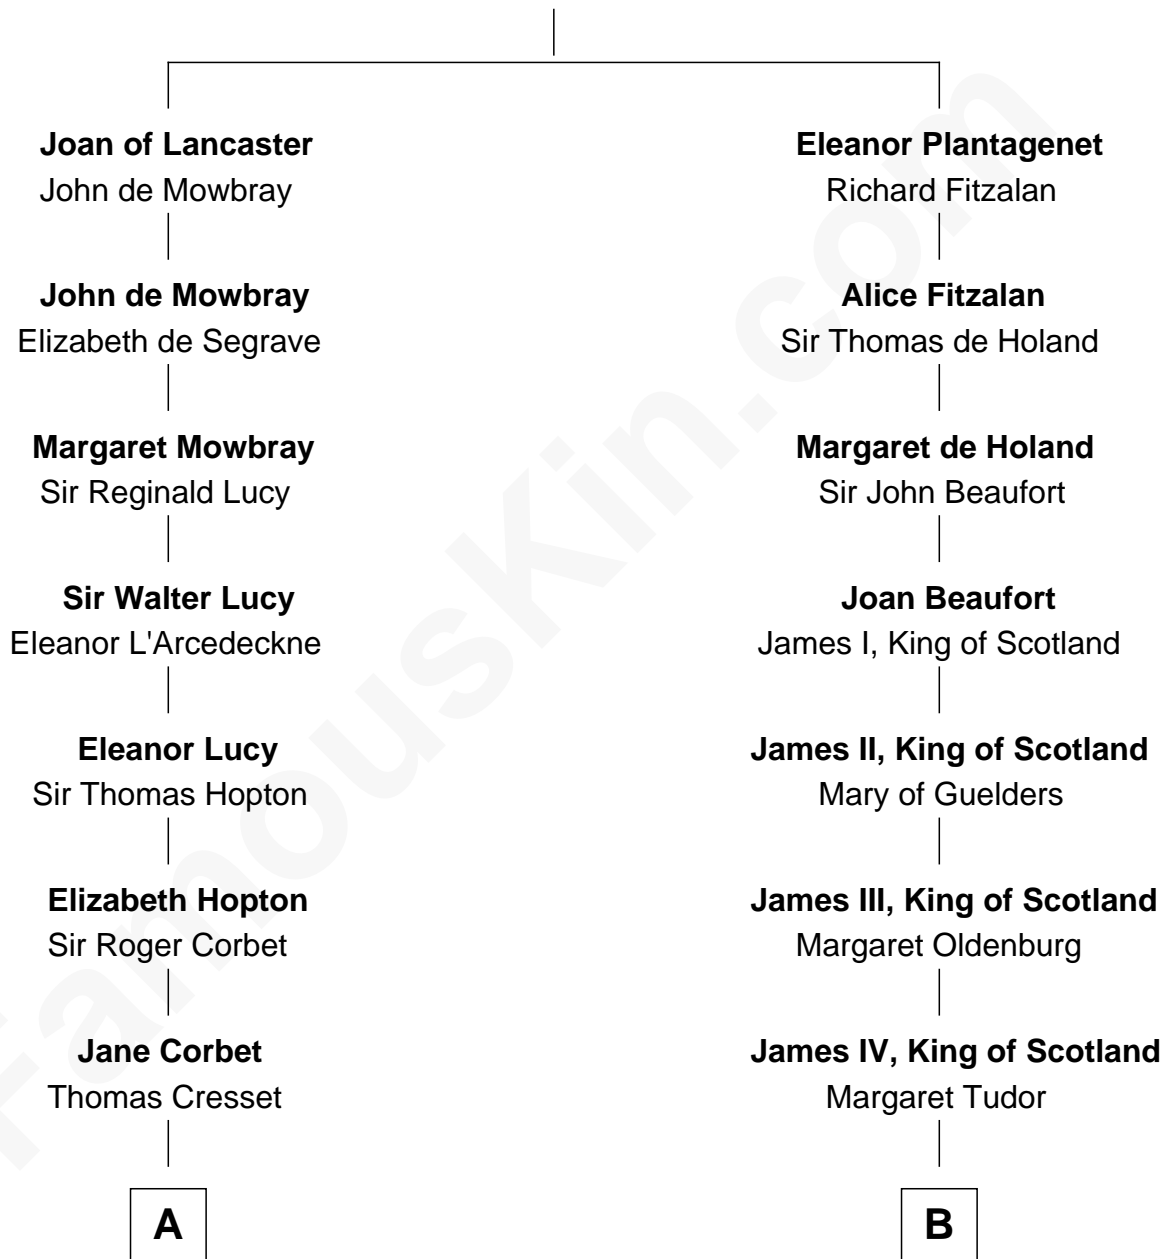 Joan of Lancaster
John de Mowbray
Eleanor Plantagenet
Richard Fitzalan
John de Mowbray
Elizabeth de Segrave
Alice Fitzalan
Sir Thomas de Holand
Margaret Mowbray
Sir Reginald Lucy
Margaret de Holand
Sir John Beaufort
Sir Walter Lucy
Eleanor L'Arcedeckne
Joan Beaufort
James I, King of Scotland
Eleanor Lucy
Sir Thomas Hopton
James II, King of Scotland
Mary of Guelders
Elizabeth Hopton
Sir Roger Corbet
James III, King of Scotland
Margaret Oldenburg
Jane Corbet
Thomas Cresset
James IV, King of Scotland
Margaret Tudor
A
B
FamousKin.com